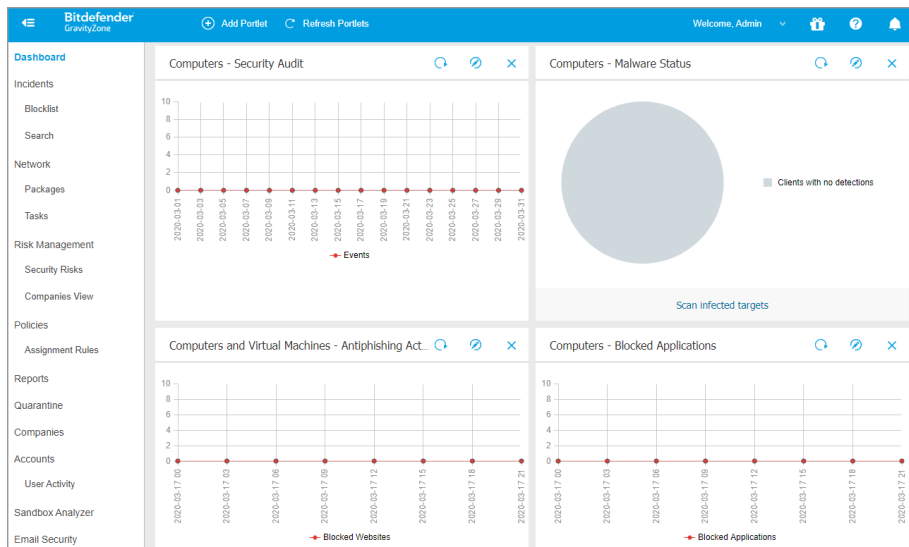 Bitdefender
GravityZone
Add Portlet
Refresh Portlets
Welcome, Admin
Dashboard
Incidents
Blocklist
Search
Network
Packages
Tasks
Risk Management
Security Risks
Companies View
Policies
Assignment Rules
Reports
Quarantine
Companies
Accounts
User Activity
Sandbox Analyzer
Email Security
Computers - Security Audit
10
8
6
4
2
0
2020-03-01
2020-03-03
2020-03-05
2020-03-07
2020-03-09
2020-03-11
2020-03-13
2020-03-15
2020-03-17
2020-03-19
2020-03-21
2020-03-23
2020-03-25
2020-03-27
2020-03-29
2020-03-31
Events
Computers - Malware Status
Clients with no detections
Scan infected targets
Computers and Virtual Machines - Antiphishing Act...
10
8
6
4
2
0
2020-03-17 00
2020-03-17 03
2020-03-17 06
2020-03-17 09
2020-03-17 12
2020-03-17 15
2020-03-17 18
2020-03-17 21
Blocked Websites
Computers - Blocked Applications
10
8
6
4
2
0
2020-03-17 00
2020-03-17 03
2020-03-17 06
2020-03-17 09
2020-03-17 12
2020-03-17 15
2020-03-17 18
2020-03-17 21
Blocked Applications